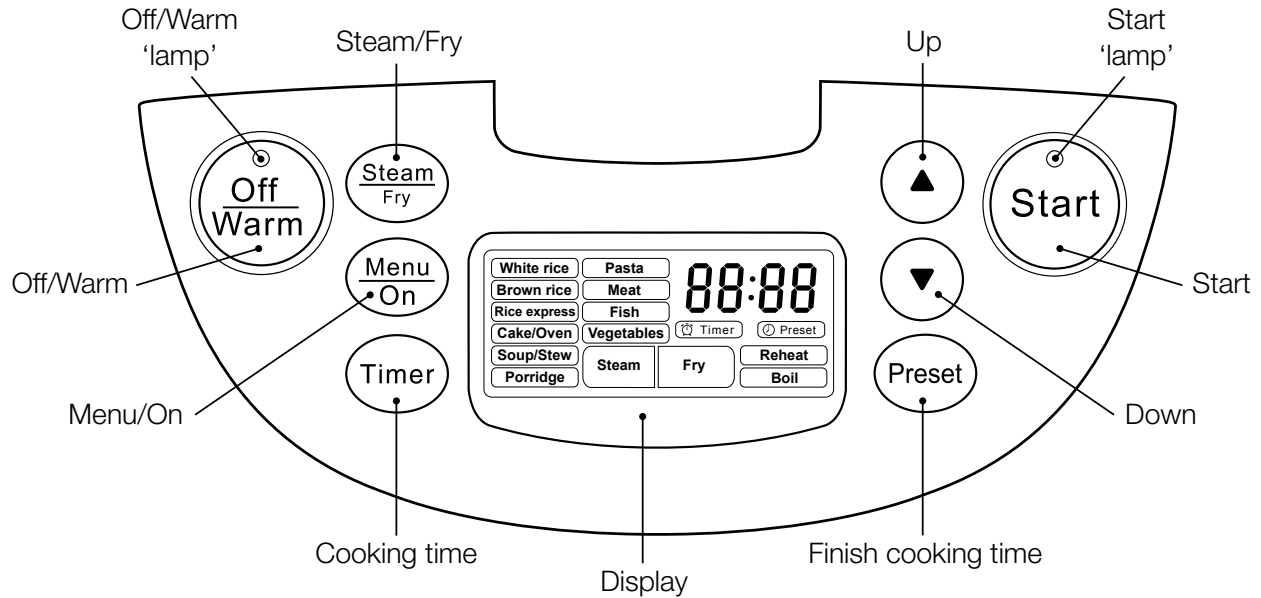 Off/Warm
‘lamp’
Steam/Fry
Up
Start
‘lamp’
Off
Warm
Steam
Fry
▲
Start
Off/Warm
Menu
On
▼
Start
White rice
Pasta
88:88
Brown rice
Meat
Rice express
Fish
Cake/Oven
Vegetables
Timer
Preset
Soup/Stew
Steam
Fry
Reheat
Porridge
Boil
Timer
Preset
Menu/On
Down
Cooking time
Finish cooking time
Display